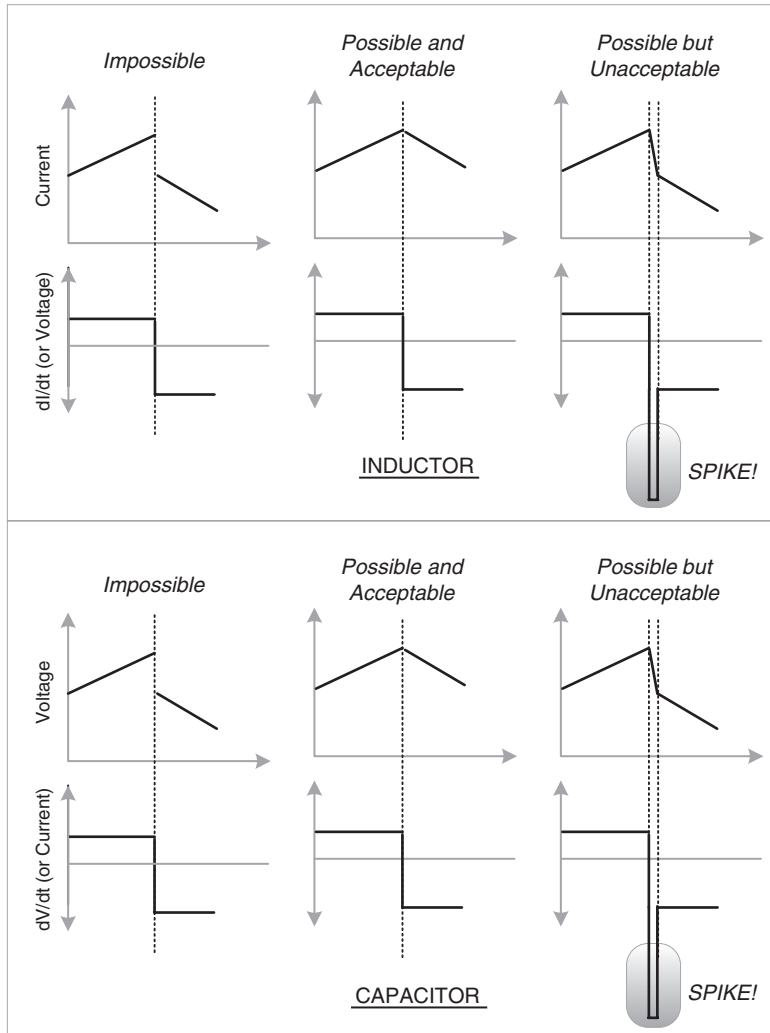 Impossible
Possible and
Acceptable
Possible but
Unacceptable
Current
dI/dt (or Voltage)
INDUCTOR
SPIKE!
Impossible
Possible and
Acceptable
Possible but
Unacceptable
Voltage
dV/dt (or Current)
CAPACITOR
SPIKE!